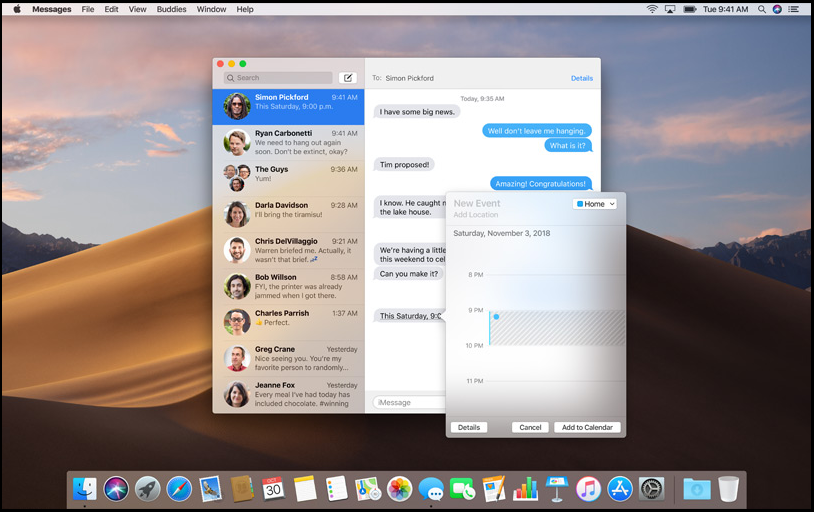 Messages File Edit View Buddies Window Help
Tue 9:41 AM
Search
Simon Pickford 9:41 AM
This Saturday, 9:00 p.m.
Ryan Carbonetti 9:41 AM
We need to hang out again
soon. Don't be extinct, okay?
The Guys 9:36 AM
Yum!
Darla Davidson 9:28 AM
I'll bring the tiramisu!
Chris DelVillaggio 9:21 AM
Warren briefed me. Actually, it
wasn't that brief. 💤
Bob Willson 8:58 AM
FYI, the printer was already
jammed when I got there.
Charles Parrish 1:37 AM
👍 Perfect.
Greg Crane Yesterday
Nice seeing you. You're my
favorite person to randomly...
Jeanne Fox Yesterday
Every meal I've had today has
included chocolate. #winning
To: Simon Pickford Details
Today, 9:35 AM
I have some big news.
Well don't leave me hanging.
What is it?
Tim proposed!
Amazing! Congratulations!
I know. He caught
the lake house.
We're having a little
this weekend to
Can you make it?
This Saturday,
iMessage
New Event Home
Add Location
Saturday, November 3, 2018
8 PM
9 PM
10 PM
11 PM
Details Cancel Add to Calendar
OCT
30